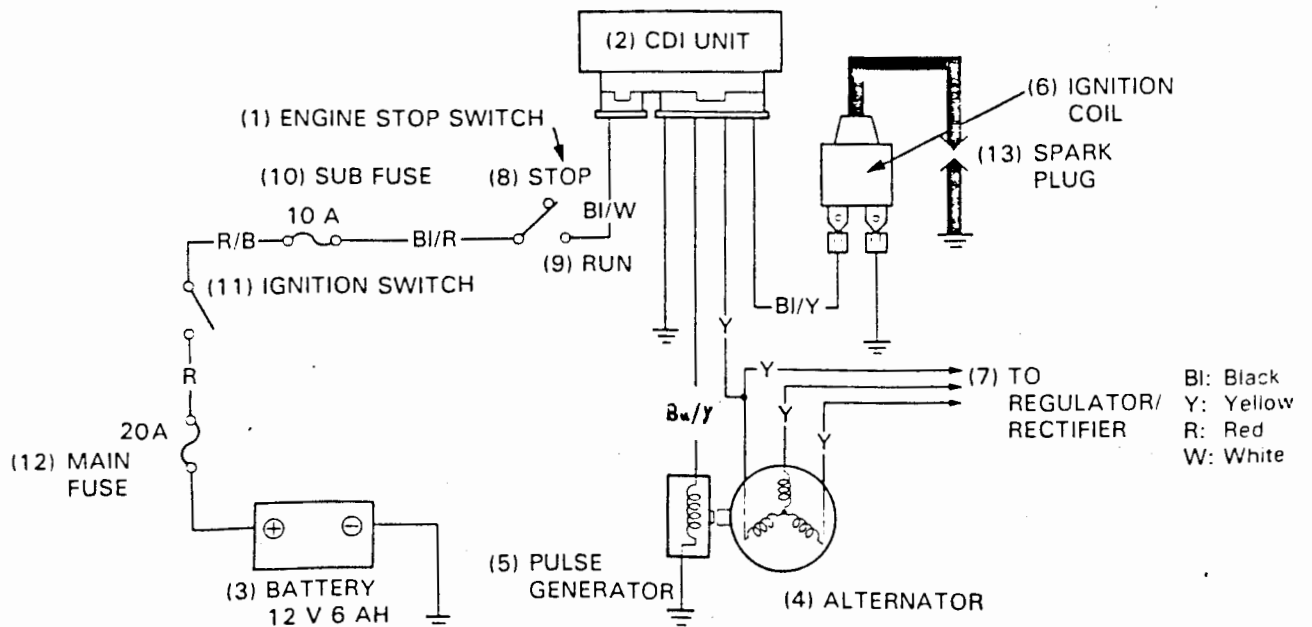 (2) CDI UNIT
(6) IGNITION
COIL
(1) ENGINE STOP SWITCH
(13) SPARK
PLUG
(10) SUB FUSE
(8) STOP
10 A
Bl/W
R/B
Bl/R
(9) RUN
(11) IGNITION SWITCH
Bl/Y
Y
Y
R
(7) TO
REGULATOR/
RECTIFIER
Bl: Black
Y: Yellow
R: Red
W: White
Bu/Y
Y
Y
20 A
(12) MAIN
FUSE
⊕
⊖
(5) PULSE
GENERATOR
(3) BATTERY
12 V 6 AH
(4) ALTERNATOR